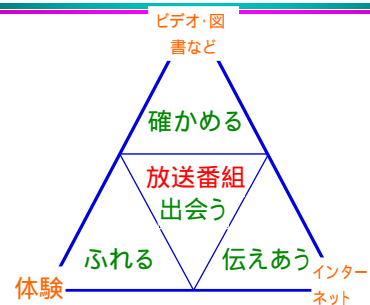 ビデオ・図
書など
確かめる
放送番組
出会う
ふれる
伝えあう
体験
インター
ネット